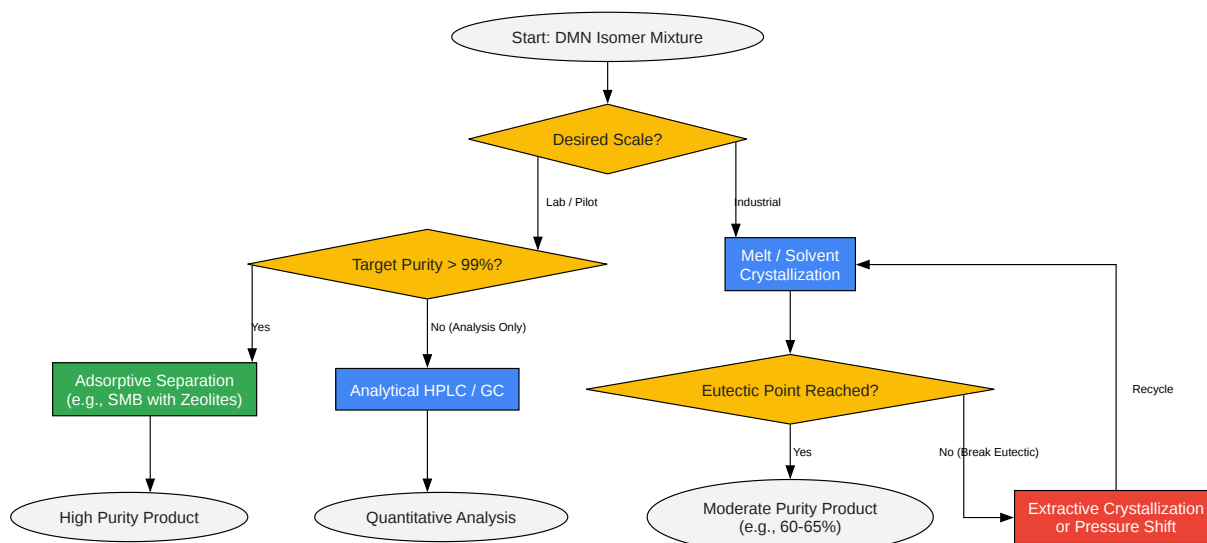 Start: DMN Isomer Mixture
Desired Scale?
Lab / Pilot
Industrial
Target Purity > 99%?
Melt / Solvent
Crystallization
Yes
No (Analysis Only)
Adsorptive Separation
(e.g., SMB with Zeolites)
Analytical HPLC / GC
Eutectic Point Reached?
Recycle
Yes
No (Break Eutectic)
High Purity Product
Quantitative Analysis
Moderate Purity Product
(e.g., 60-65%)
Extractive Crystallization
or Pressure Shift